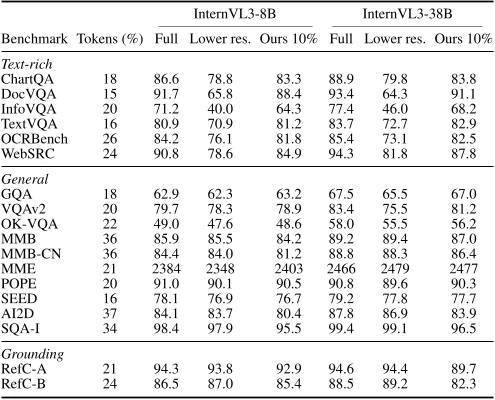 InternVL3-8B InternVL3-38B
Benchmark Tokens (%) Full Lower res. Ours 10% Full Lower res. Ours 10%
Text-rich
ChartQA 18 86.6 78.8 83.3 88.9 79.8 83.8
DocVQA 15 91.7 65.8 88.4 93.4 64.3 91.1
InfoVQA 20 71.2 40.0 64.3 77.4 46.0 68.2
TextVQA 16 80.9 70.9 81.2 83.7 72.7 82.9
OCRBench 26 84.2 76.1 81.8 85.4 73.1 82.5
WebSRC 24 90.8 78.6 84.9 94.3 81.8 87.8
General
GQA 18 62.9 62.3 63.2 67.5 65.5 67.0
VQAv2 20 79.7 78.3 78.9 83.4 75.5 81.2
OK-VQA 22 49.0 47.6 48.6 58.0 55.5 56.2
MMB 36 85.9 85.5 84.2 89.2 89.4 87.0
MMB-CN 36 84.4 84.0 81.2 88.8 88.3 86.4
MME 21 2384 2348 2403 2466 2479 2477
POPE 20 91.0 90.1 90.5 90.8 89.6 90.3
SEED 16 78.1 76.9 76.7 79.2 77.8 77.7
AI2D 37 84.1 83.7 80.4 87.8 86.9 83.9
SQA-I 34 98.4 97.9 95.5 99.4 99.1 96.5
Grounding
RefC-A 21 94.3 93.8 92.9 94.6 94.4 89.7
RefC-B 24 86.5 87.0 85.4 88.5 89.2 82.3